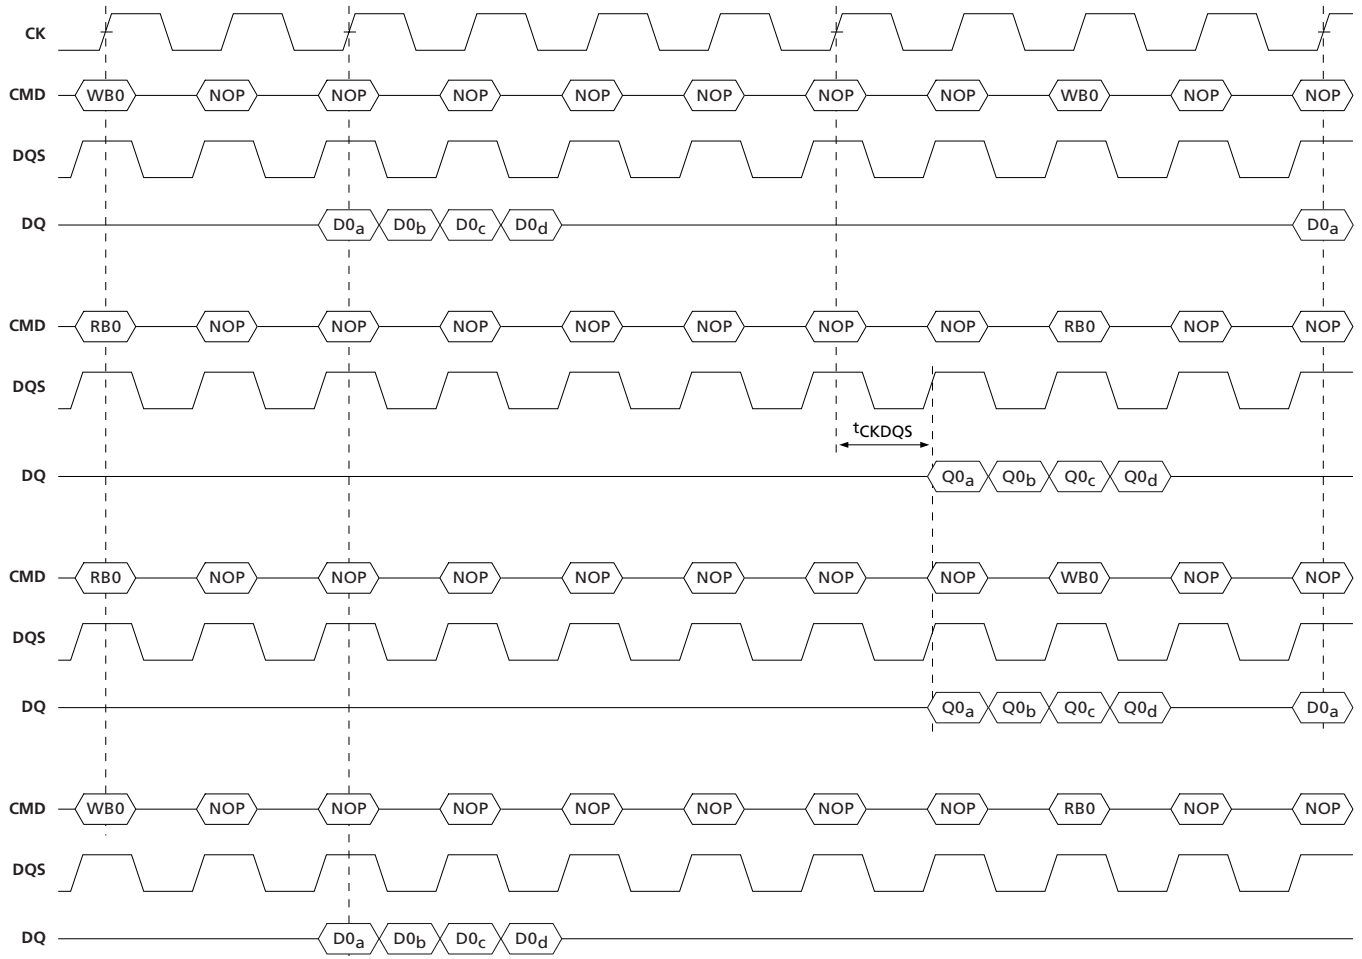 CK
CMD WB0 NOP NOP NOP NOP NOP NOP NOP WB0 NOP NOP
DQS
DQ D0a D0b D0c D0d D0a
CMD RB0 NOP NOP NOP NOP NOP NOP NOP RB0 NOP NOP
DQS
tCKDQS
DQ Q0a Q0b Q0c Q0d
CMD RB0 NOP NOP NOP NOP NOP NOP NOP WB0 NOP NOP
DQS
DQ Q0a Q0b Q0c Q0d D0a
CMD WB0 NOP NOP NOP NOP NOP NOP NOP RB0 NOP NOP
DQS
DQ D0a D0b D0c D0d